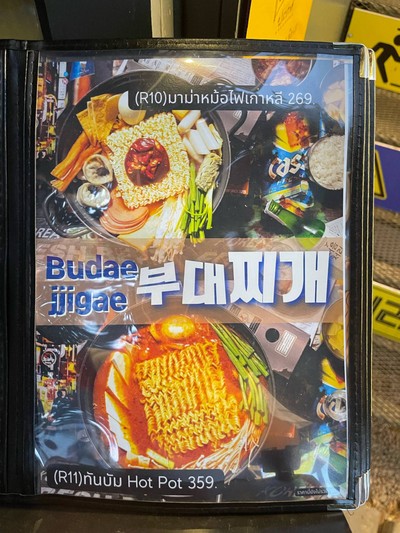 (R10)มาม่าหม้อไฟเกาหลี 269.
Budae
jjigae
부대찌개
(R11)ทันบัม Hot Pot 359.